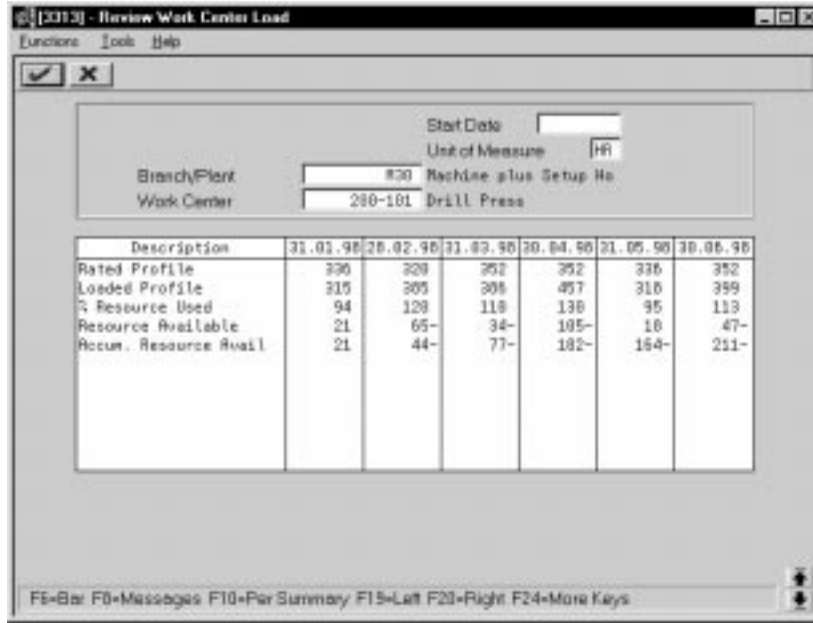 [3313] - Review Work Center Load
Functions Tools Help
Start Date
Unit of Measure HR
Branch/Plant M30 Machine plus Setup Ho
Work Center 200-101 Drill Press
Description 31.01.98 28.02.98 31.03.98 30.04.98 31.05.98 30.06.98
Rated Profile 336 320 352 352 336 352
Loaded Profile 315 385 386 457 318 399
% Resource Used 94 120 110 130 95 113
Resource Available 21 65- 34- 105- 18 47-
Accum. Resource Avail 21 44- 77- 182- 164- 211-
F6=Bar F8=Messages F10=Per Summary F19=Left F20=Right F24=More Keys